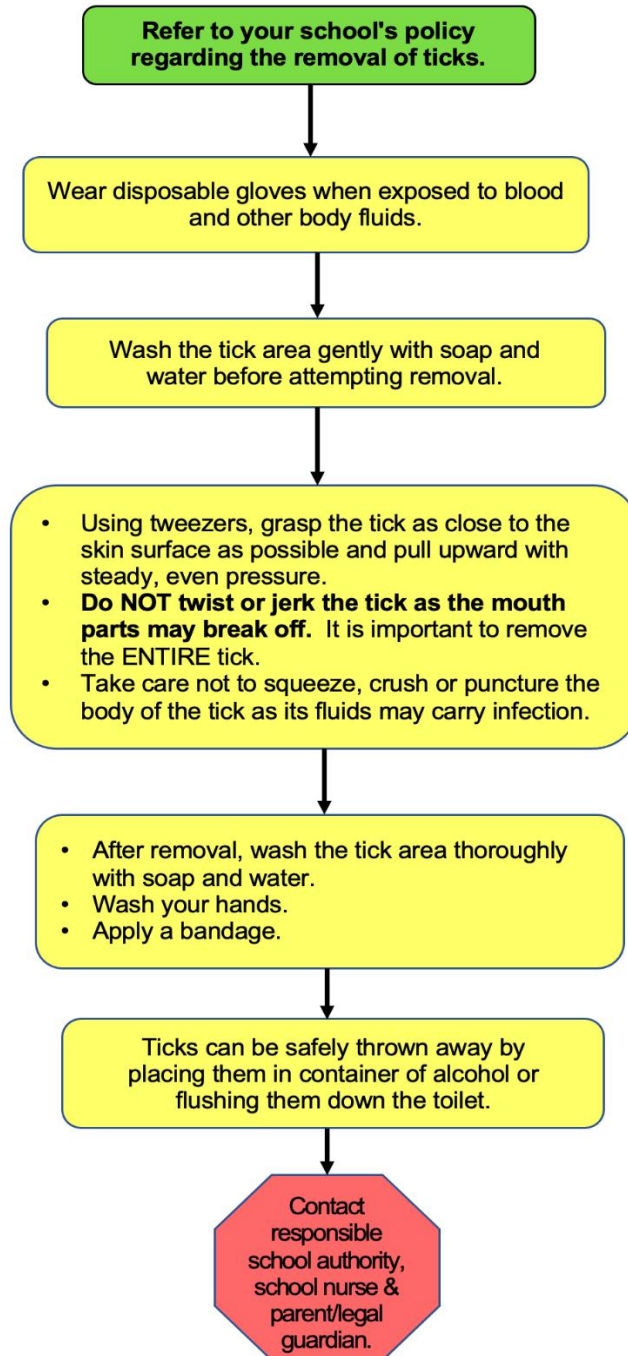 Refer to your school's policy
regarding the removal of ticks.
Wear disposable gloves when exposed to blood
and other body fluids.
Wash the tick area gently with soap and
water before attempting removal.
• Using tweezers, grasp the tick as close to the
skin surface as possible and pull upward with
steady, even pressure.
• Do NOT twist or jerk the tick as the mouth
parts may break off. It is important to remove
the ENTIRE tick.
• Take care not to squeeze, crush or puncture the
body of the tick as its fluids may carry infection.
• After removal, wash the tick area thoroughly
with soap and water.
• Wash your hands.
• Apply a bandage.
Ticks can be safely thrown away by
placing them in container of alcohol or
flushing them down the toilet.
Contact
responsible
school authority,
school nurse &
parent/legal
guardian.